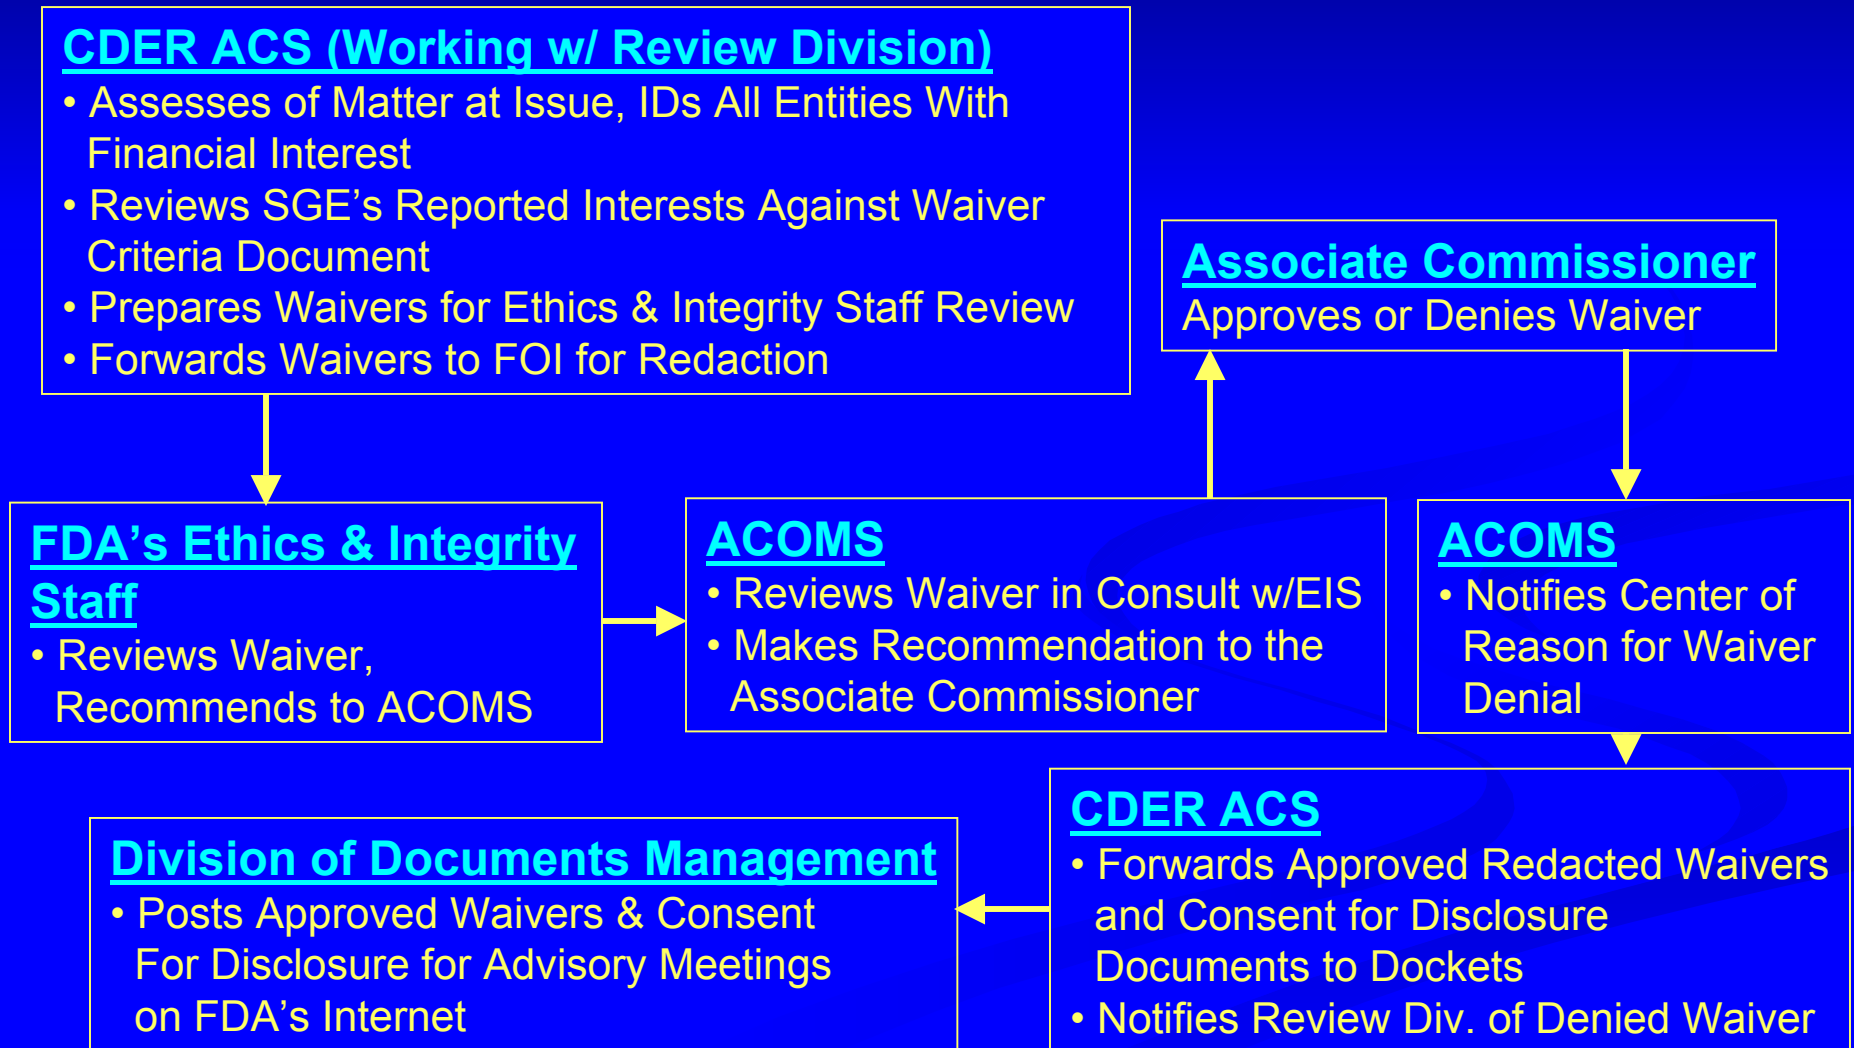 CDER ACS (Working w/ Review Division)
• Assesses of Matter at Issue, IDs All Entities With
Financial Interest
• Reviews SGE’s Reported Interests Against Waiver
Criteria Document
• Prepares Waivers for Ethics & Integrity Staff Review
• Forwards Waivers to FOI for Redaction
FDA’s Ethics & Integrity
Staff
• Reviews Waiver,
Recommends to ACOMS
ACOMS
• Reviews Waiver in Consult w/EIS
• Makes Recommendation to the
Associate Commissioner
Associate Commissioner
Approves or Denies Waiver
ACOMS
• Notifies Center of
Reason for Waiver
Denial
CDER ACS
• Forwards Approved Redacted Waivers
and Consent for Disclosure
Documents to Dockets
• Notifies Review Div. of Denied Waiver
Division of Documents Management
• Posts Approved Waivers & Consent
For Disclosure for Advisory Meetings
on FDA’s Internet